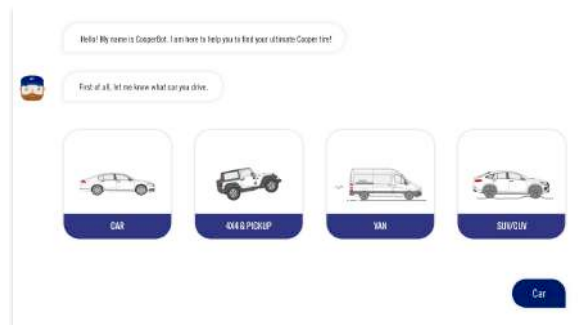 Hello! My name is CooperBot. I am here to help you to find your ultimate Cooper tire!
First of all, let me know what car you drive.
CAR
4X4 & PICKUP
VAN
SUV/CUV
Car